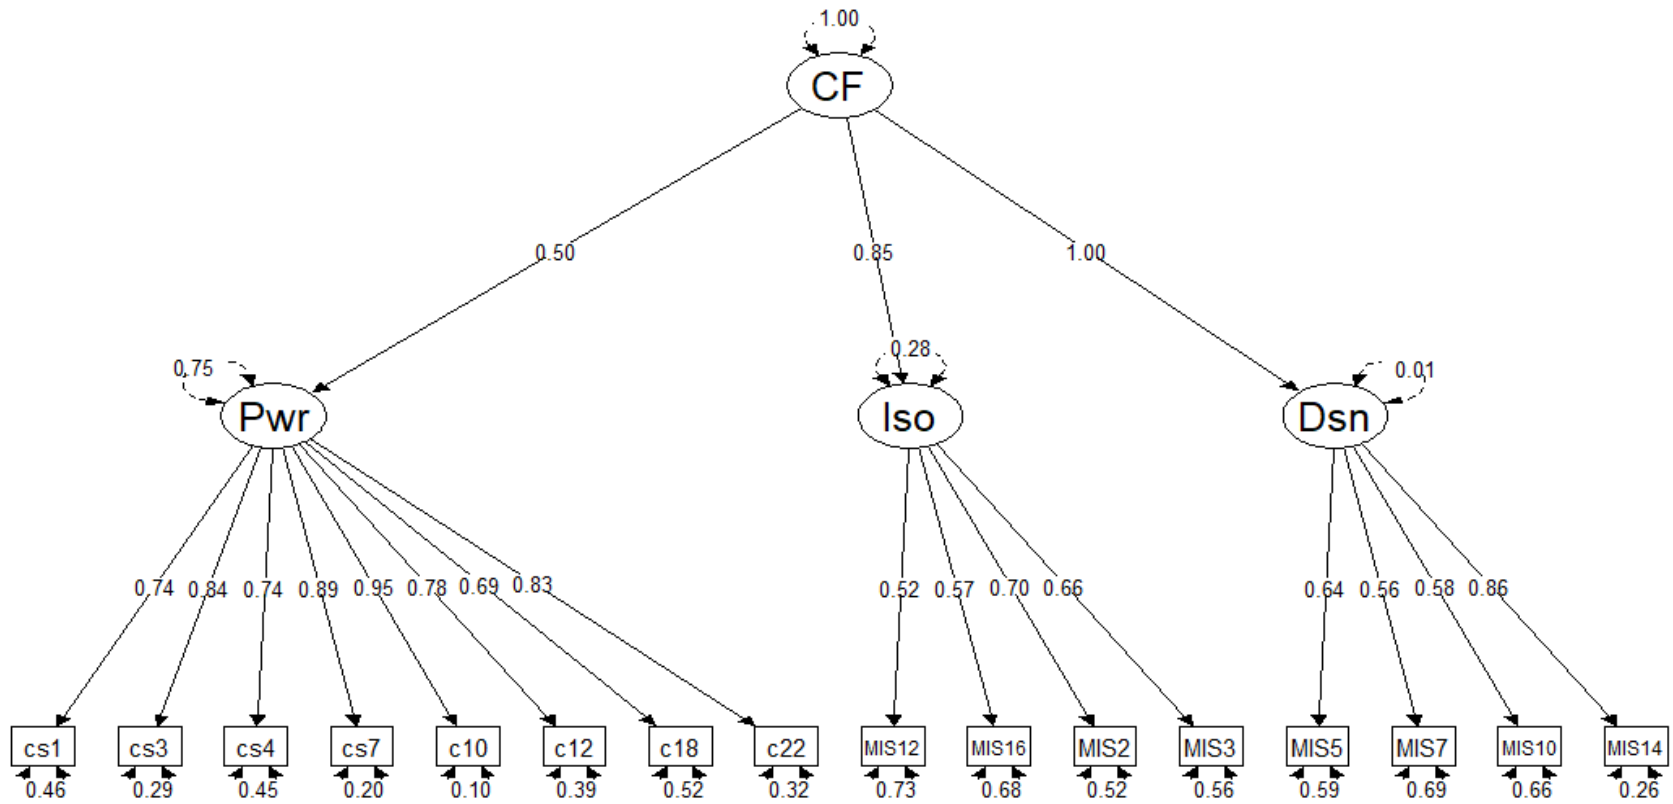 1.00
CF
0.50 0.85 1.00
0.75 0.28 0.01
Pwr Iso Dsn
0.74 0.84 0.74 0.89 0.95 0.78 0.69 0.83 0.52 0.57 0.70 0.66 0.64 0.56 0.58 0.86
cs1 cs3 cs4 cs7 c10 c12 c18 c22 MIS12 MIS16 MIS2 MIS3 MIS5 MIS7 MIS10 MIS14
0.46 0.29 0.45 0.20 0.10 0.39 0.52 0.32 0.73 0.68 0.52 0.56 0.59 0.69 0.66 0.26